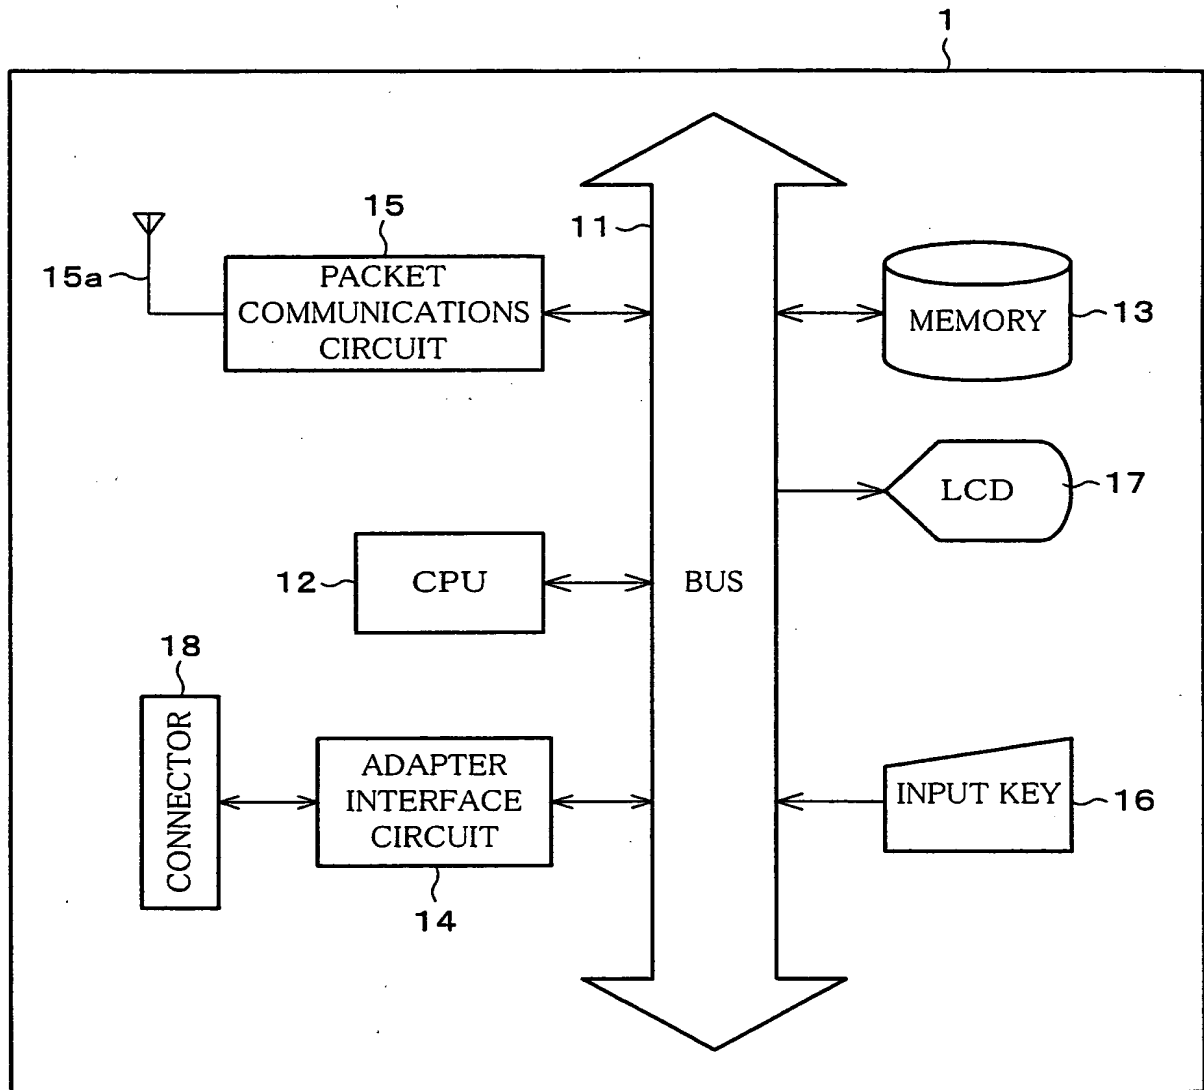 1
15
11
15a
PACKET
COMMUNICATIONS
CIRCUIT
MEMORY
13
LCD
17
12
CPU
BUS
18
CONNECTOR
ADAPTER
INTERFACE
CIRCUIT
14
INPUT KEY
16